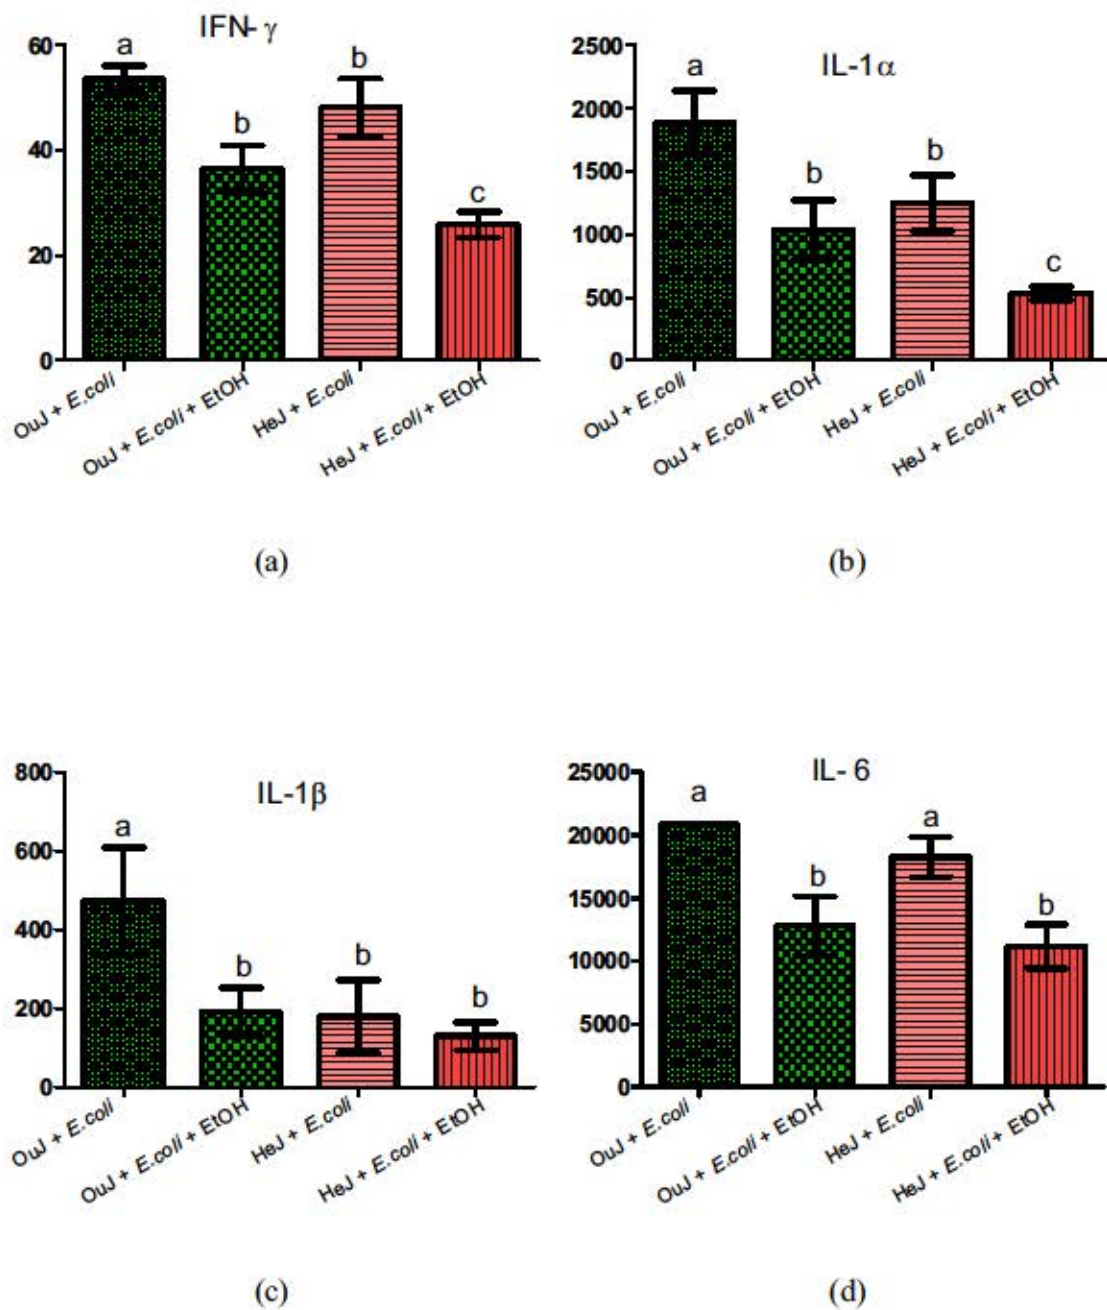 IFN- γ
60
40
20
0
a
b
b
c
OuJ + E.coli
OuJ + E.coli + EtOH
HeJ + E.coli
HeJ + E.coli + EtOH
(a)
IL-1α
2500
2000
1500
1000
500
0
a
b
b
c
OuJ + E.coli
OuJ + E.coli + EtOH
HeJ + E.coli
HeJ + E.coli + EtOH
(b)
IL-1β
800
600
400
200
0
a
b
b
b
OuJ + E.coli
OuJ + E.coli + EtOH
HeJ + E.coli
HeJ + E.coli + EtOH
(c)
IL- 6
25000
20000
15000
10000
5000
0
a
b
a
b
OuJ + E.coli
OuJ + E.coli + EtOH
HeJ + E.coli
HeJ + E.coli + EtOH
(d)